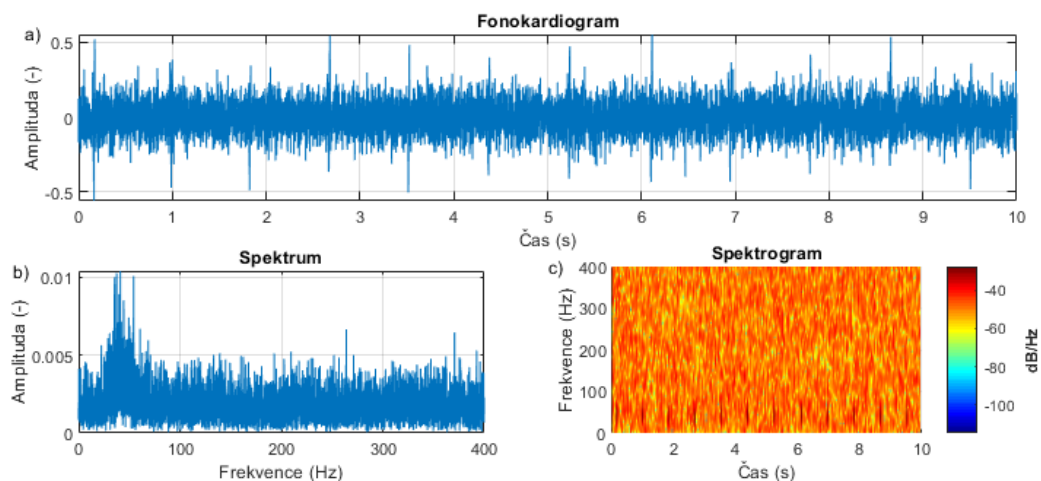 Fonokardiogram
a)
Amplituda (-)
0.5
0
-0.5
0 1 2 3 4 5 6 7 8 9 10
Čas (s)
Spektrum
b)
Amplituda (-)
0.01
0.005
0
0 100 200 300 400
Frekvence (Hz)
Spektrogram
c)
Frekvence (Hz)
400
300
200
100
0
0 2 4 6 8 10
Čas (s)
-40
-60
-80
-100
dB/Hz